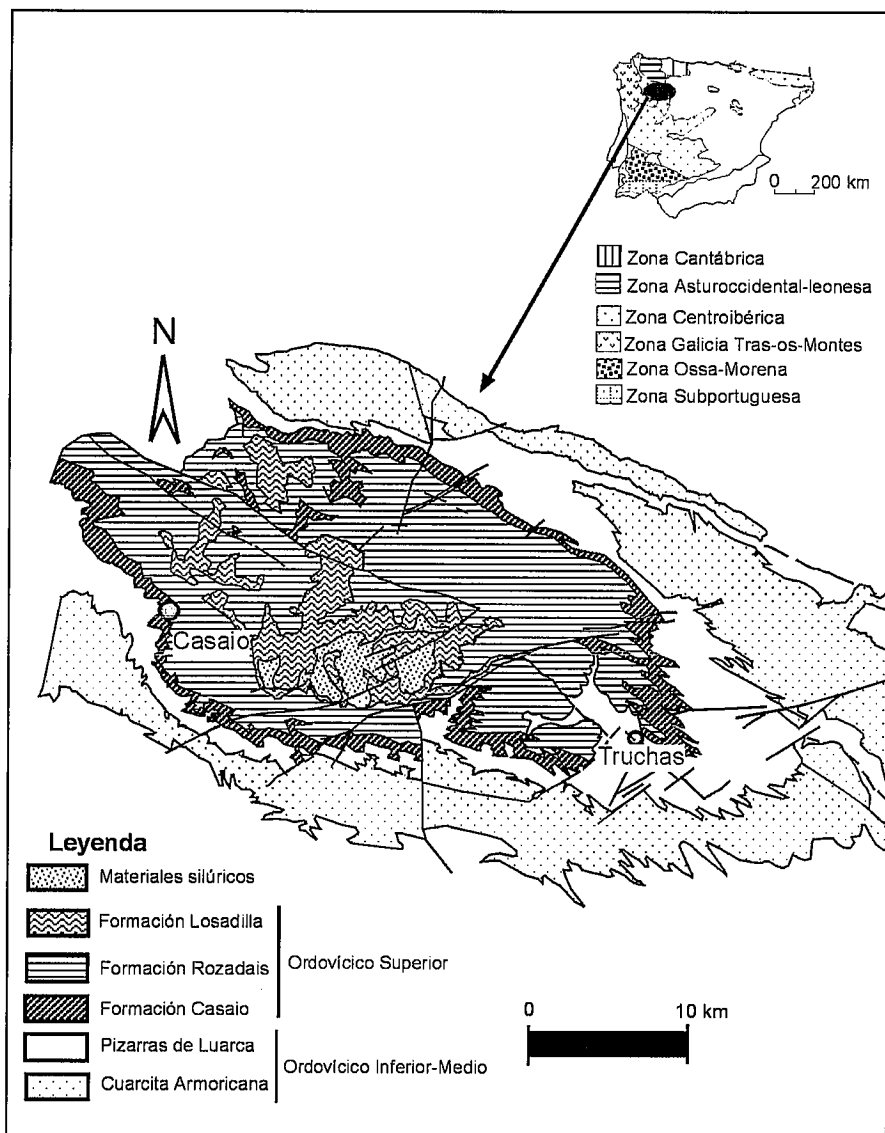 0 200 km
Zona Cantábrica
Zona Asturoccidental-leonesa
Zona Centroibérica
Zona Galicia Tras-os-Montes
Zona Ossa-Morena
Zona Subportuguesa
N
Casaio
Truchas
Leyenda
Materiales silúricos
Formación Losadilla
Formación Rozadais
Ordovícico Superior
Formación Casaio
Pizarras de Luarca
Ordovícico Inferior-Medio
Cuarcita Armoricana
0 10 km